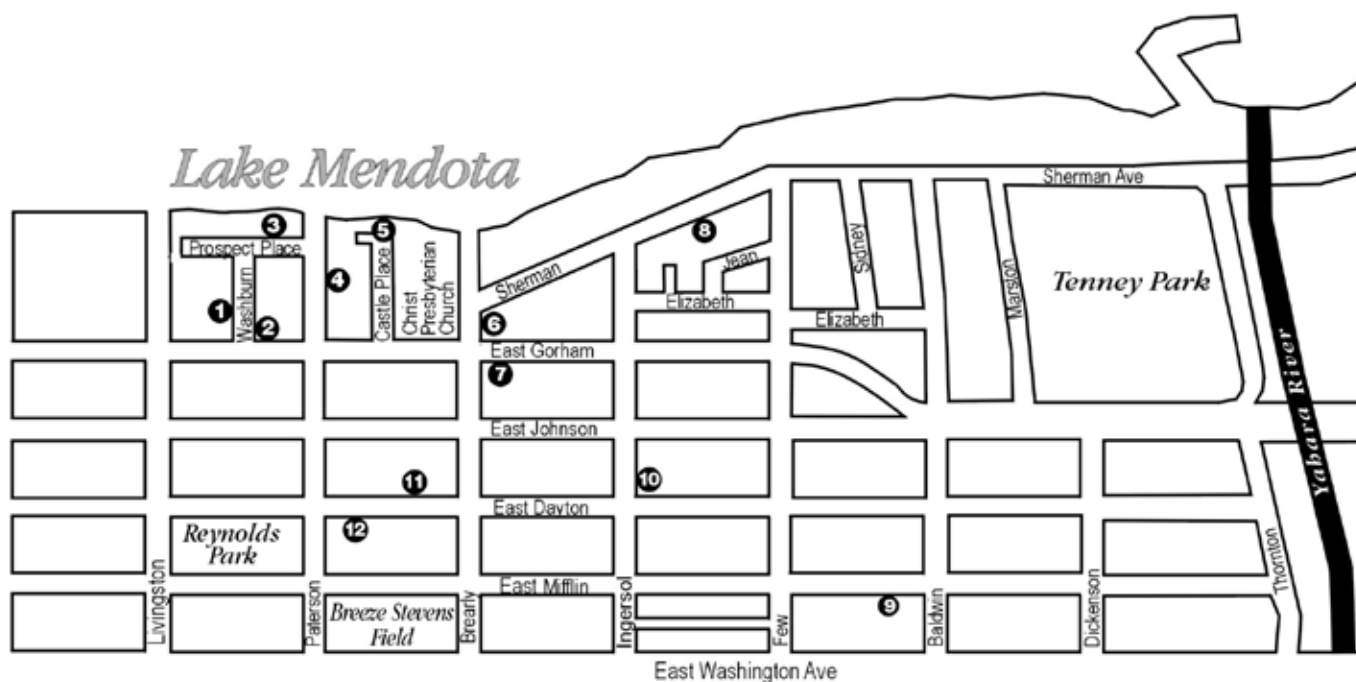 Lake Mendota
Sherman Ave
3
5
8
Prospect Place
Jean
Sidney
4
Castle Place
Christ
Presbyterian
Church
Sherman
Marston
Tenney Park
Washburn
1
2
6
Elizabeth
Elizabeth
East Gorham
7
East Johnson
11
10
East Dayton
Yahara River
Reynolds
Park
12
East Mifflin
Thornton
Livingston
Paterson
Breeze Stevens
Field
Brearly
Ingersol
Few
9
Baldwin
Dickenson
East Washington Ave